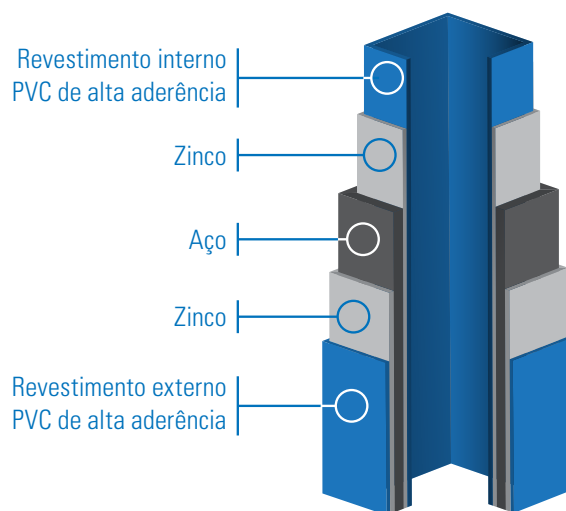 Revestimento interno
PVC de alta aderência
Zinco
Aço
Zinco
Revestimento externo
PVC de alta aderência